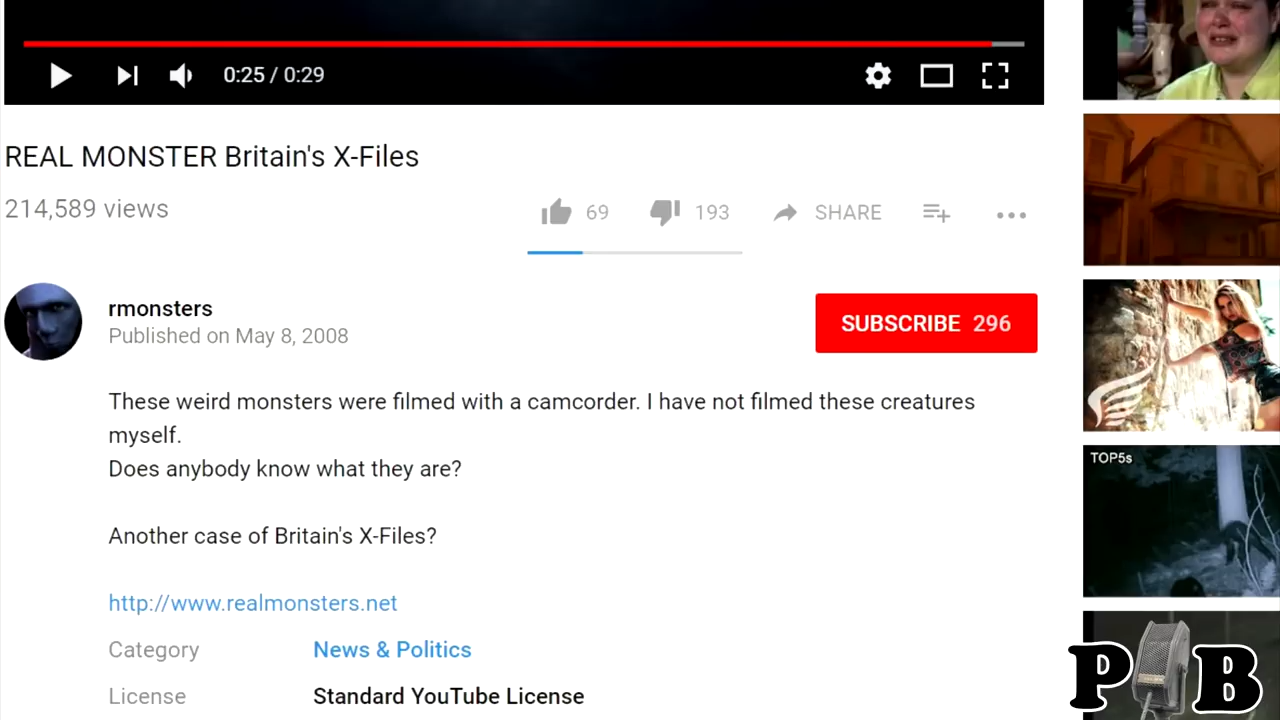 0:25 / 0:29
REAL MONSTER Britain's X-Files
214,589 views
69
193
SHARE
rmonsters
Published on May 8, 2008
SUBSCRIBE 296
These weird monsters were filmed with a camcorder. I have not filmed these creatures
myself.
Does anybody know what they are?
Another case of Britain's X-Files?
http://www.realmonsters.net
Category News & Politics
License Standard YouTube License
TOP5s
P B